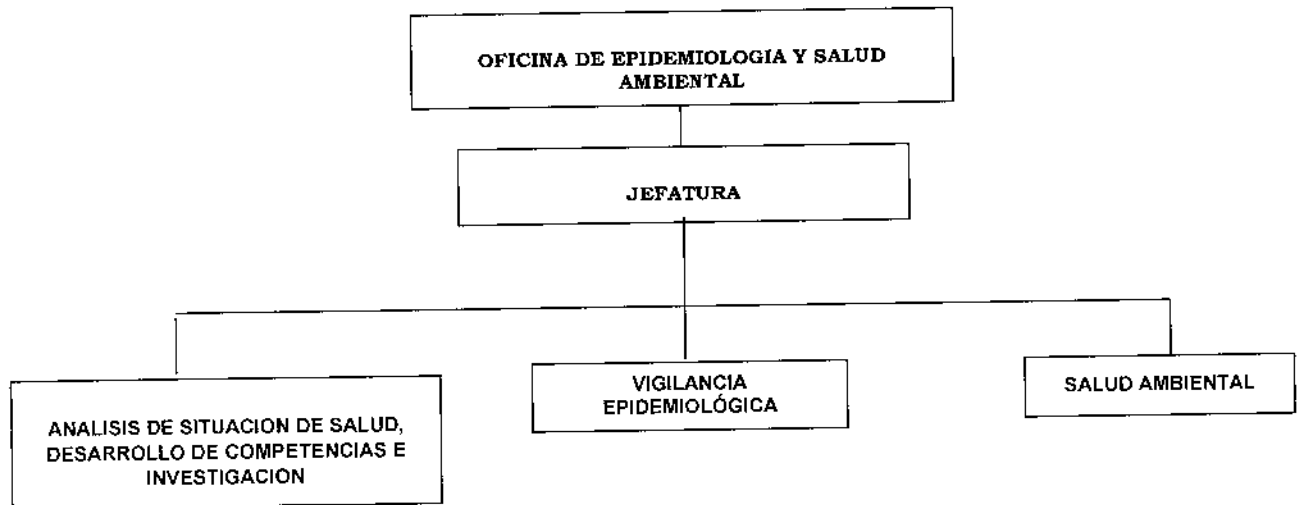 OFICINA DE EPIDEMIOLOGIA Y SALUD
AMBIENTAL
JEFATURA
ANALISIS DE SITUACION DE SALUD,
DESARROLLO DE COMPETENCIAS E
INVESTIGACION
VIGILANCIA
EPIDEMIOLÓGICA
SALUD AMBIENTAL